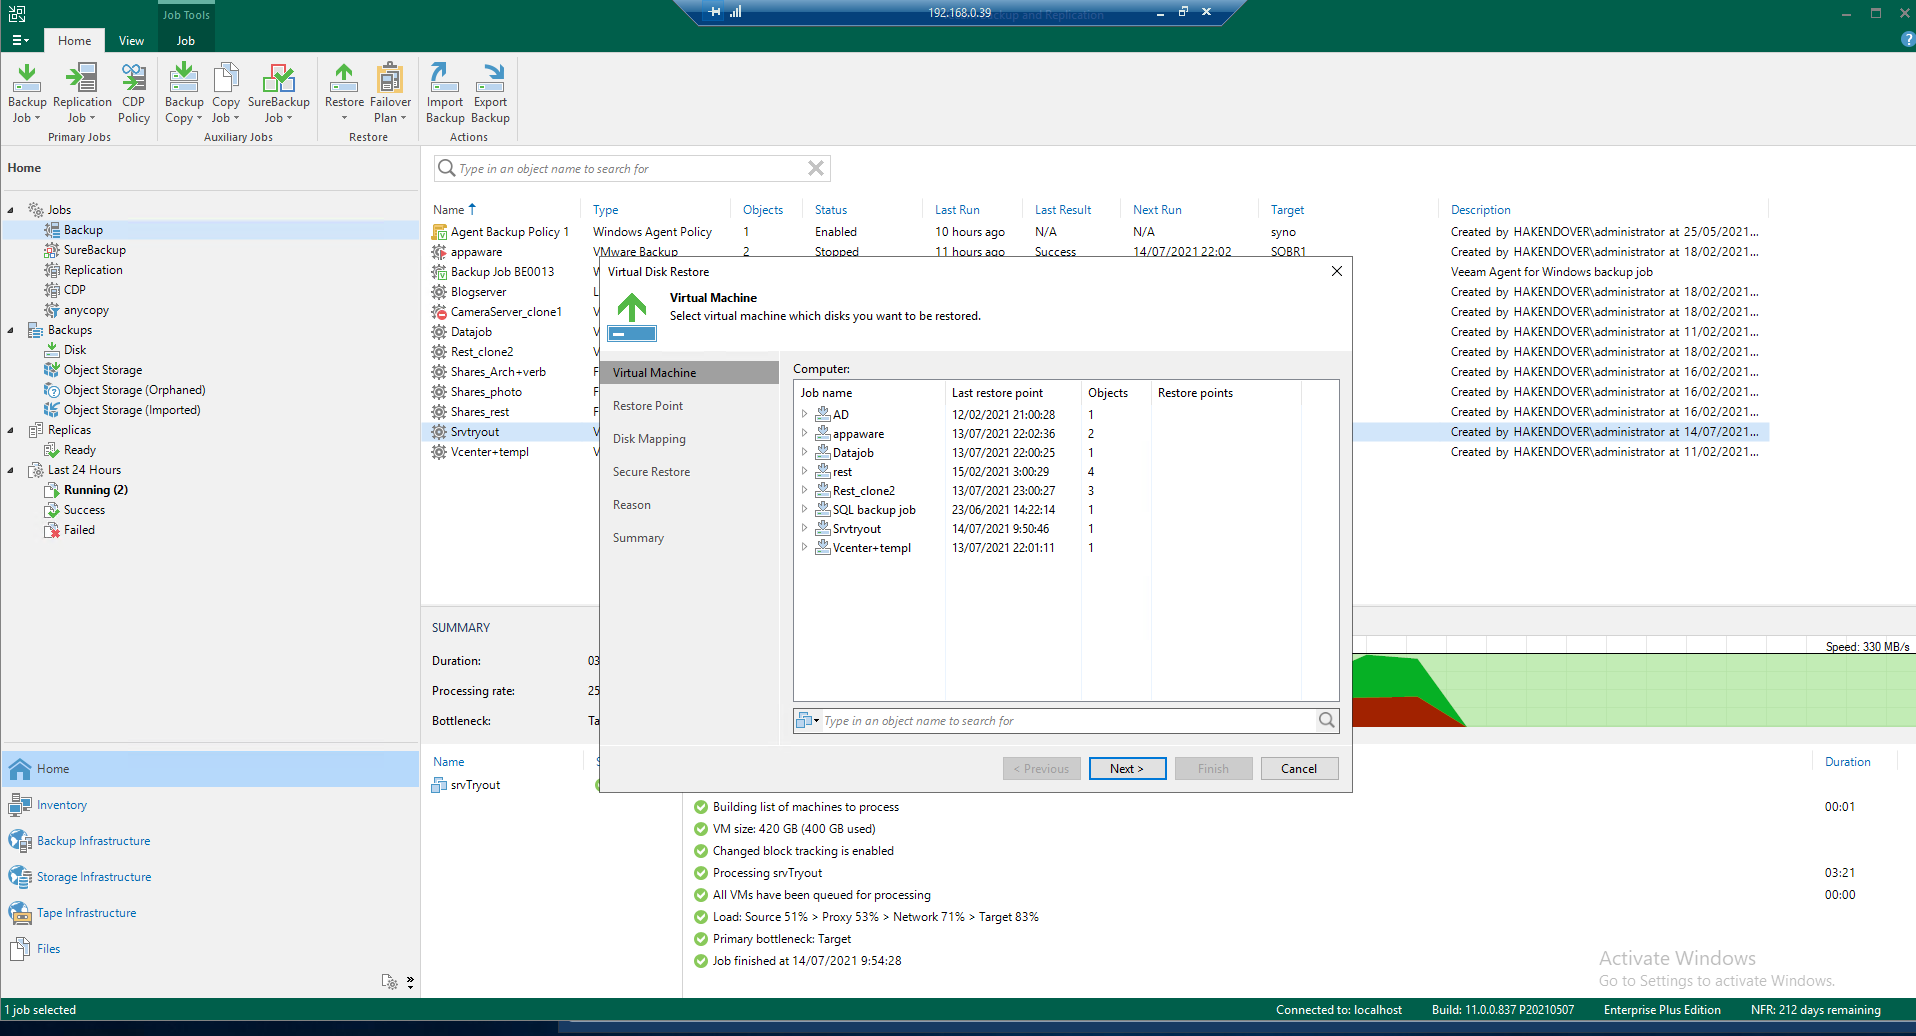 Job Tools
192.168.0.39
ckup and Replication
Home
View
Job
Backup Job
Replication Job
CDP Policy
Backup Copy
Copy Job
SureBackup Job
Restore
Failover Plan
Import Backup
Export Backup
Primary Jobs
Auxiliary Jobs
Restore
Actions
Home
Jobs
Backup
SureBackup
Replication
CDP
anycopy
Backups
Disk
Object Storage
Object Storage (Orphaned)
Object Storage (Imported)
Replicas
Ready
Last 24 Hours
Running (2)
Success
Failed
Home
Inventory
Backup Infrastructure
Storage Infrastructure
Tape Infrastructure
Files
Type in an object name to search for
Name Type Objects Status Last Run Last Result Next Run Target Description
Agent Backup Policy 1 Windows Agent Policy 1 Enabled 10 hours ago N/A N/A syno Created by HAKENDOVER\administrator at 25/05/2021...
appaware VMware Backup 2 Stopped 11 hours ago Success 14/07/2021 22:02 SOBR1 Created by HAKENDOVER\administrator at 18/02/2021...
Backup Job BE0013 W Veeam Agent for Windows backup job
Blogserver L Created by HAKENDOVER\administrator at 18/02/2021...
CameraServer_clone1 V Created by HAKENDOVER\administrator at 18/02/2021...
Datajob V Created by HAKENDOVER\administrator at 11/02/2021...
Rest_clone2 V Created by HAKENDOVER\administrator at 18/02/2021...
Shares_Arch+verb F Created by HAKENDOVER\administrator at 16/02/2021...
Shares_photo F Created by HAKENDOVER\administrator at 16/02/2021...
Shares_rest F Created by HAKENDOVER\administrator at 16/02/2021...
Srvtryout V Created by HAKENDOVER\administrator at 14/07/2021...
Vcenter+templ V Created by HAKENDOVER\administrator at 11/02/2021...
Virtual Disk Restore
Virtual Machine
Select virtual machine which disks you want to be restored.
Virtual Machine
Restore Point
Disk Mapping
Secure Restore
Reason
Summary
Computer:
Job name Last restore point Objects Restore points
AD 12/02/2021 21:00:28 1
appaware 13/07/2021 22:02:36 2
Datajob 13/07/2021 22:00:25 1
rest 15/02/2021 3:00:29 4
Rest_clone2 13/07/2021 23:00:27 3
SQL backup job 23/06/2021 14:22:14 1
Srvtryout 14/07/2021 9:50:46 1
Vcenter+templ 13/07/2021 22:01:11 1
Type in an object name to search for
< Previous
Next >
Finish
Cancel
SUMMARY
Duration: 03
Processing rate: 25
Bottleneck: Ta
Speed: 330 MB/s
Name S Duration
srvTryout
Building list of machines to process 00:01
VM size: 420 GB (400 GB used)
Changed block tracking is enabled
Processing srvTryout 03:21
All VMs have been queued for processing 00:00
Load: Source 51% > Proxy 53% > Network 71% > Target 83%
Primary bottleneck: Target
Job finished at 14/07/2021 9:54:28
Activate Windows
Go to Settings to activate Windows.
1 job selected
Connected to: localhost
Build: 11.0.0.837 P20210507
Enterprise Plus Edition
NFR: 212 days remaining